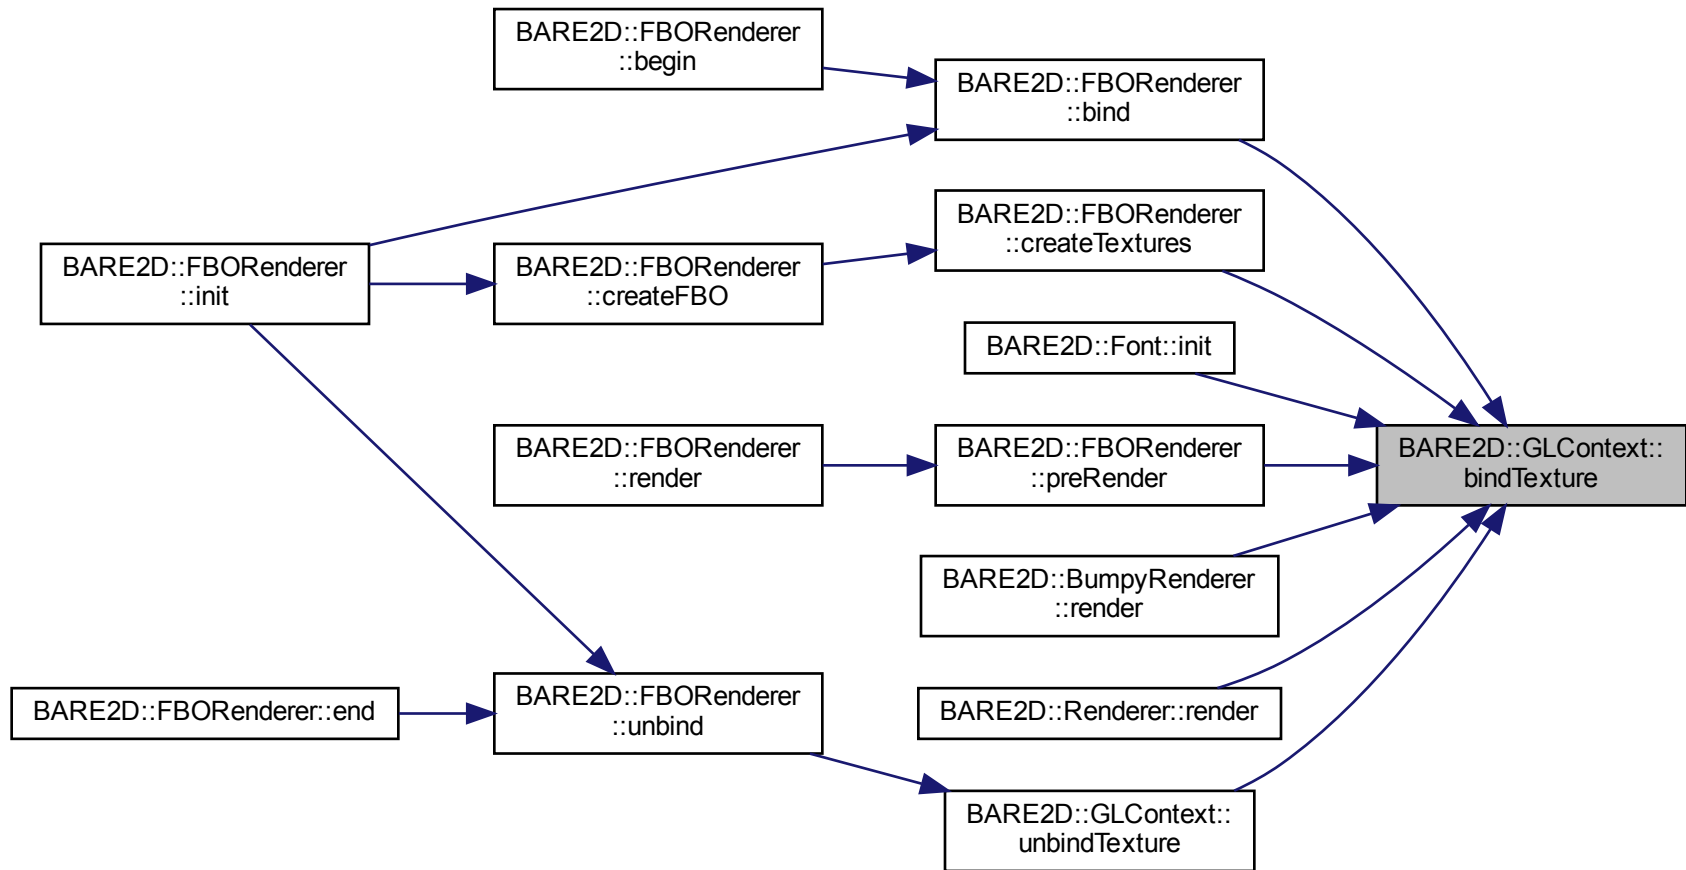 BARE2D::FBORenderer
::begin
BARE2D::FBORenderer
::bind
BARE2D::FBORenderer
::createTextures
BARE2D::FBORenderer
::init
BARE2D::FBORenderer
::createFBO
BARE2D::Font::init
BARE2D::FBORenderer
::render
BARE2D::FBORenderer
::preRender
BARE2D::GLContext::
bindTexture
BARE2D::BumpyRenderer
::render
BARE2D::FBORenderer::end
BARE2D::FBORenderer
::unbind
BARE2D::Renderer::render
BARE2D::GLContext::
unbindTexture